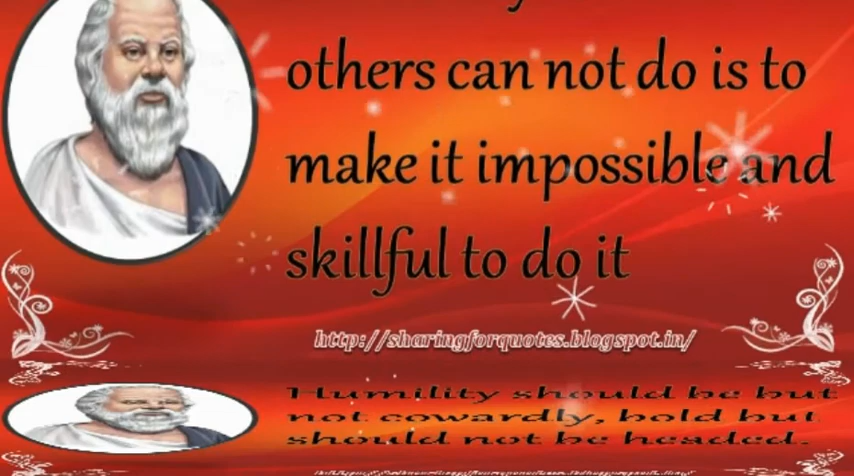 others can not do is to
make it impossible and
skillful to do it
http://sharingforquotes.blogspot.in/
Humility should be but
not cowardly, bold but
should not be headed.